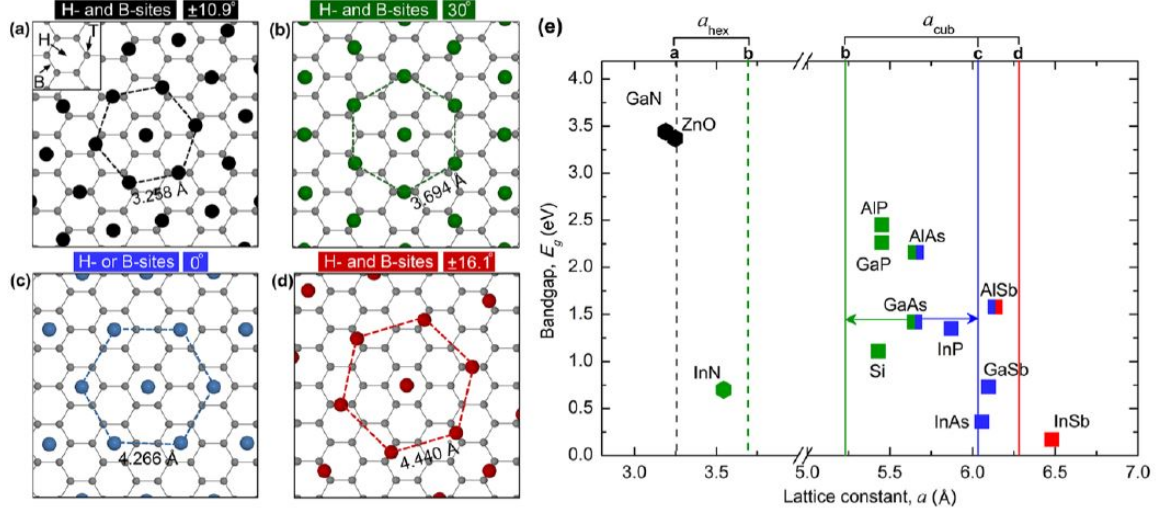 (a) H- and B-sites ±10.9°
H
T
B
3.258 Å
(b) H- and B-sites 30°
3.694 Å
(c) H- or B-sites 0°
4.266 Å
(d) H- and B-sites ±16.1°
4.440 Å
(e)
a_hex
a_cub
a b b c d
Bandgap, E_g (eV)
4.0
3.5
3.0
2.5
2.0
1.5
1.0
0.5
0.0
GaN
ZnO
InN
AlP
GaP
AlAs
GaAs
AlSb
InP
Si
GaSb
InAs
InSb
3.0 3.5 5.0 5.5 6.0 6.5 7.0
Lattice constant, a (Å)